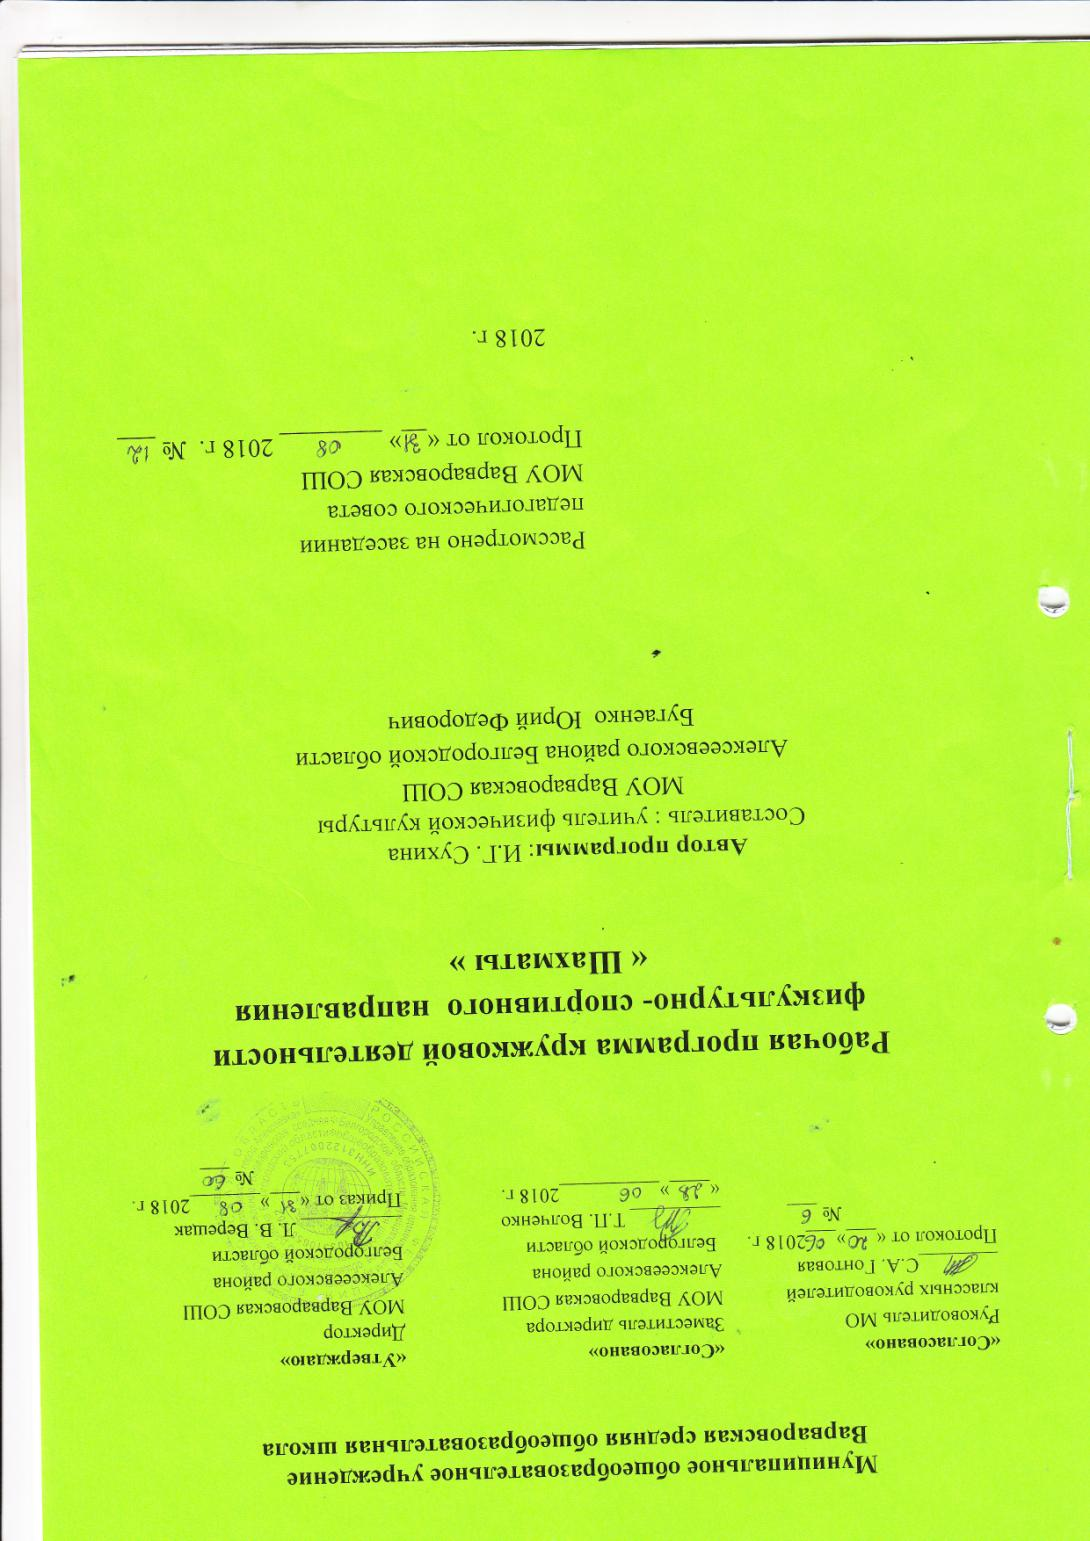 Муниципальное общеобразовательное учреждение
Варваровская средняя общеобразовательная школа
«Согласовано»
Руководитель МО
классных руководителей
С.А. Гонтовая
Протокол от « 20 » 06 2018 г.
№ 6
«Согласовано»
Заместитель директора
МОУ Варваровская СОШ
Алексеевского района
Белгородской области
Т.П. Волченко
« 28 » 06 2018 г.
«Утверждаю»
Директор
МОУ Варваровская СОШ
Алексеевского района
Белгородской области
Л. В. Верещак
Приказ от « 31 » 08 2018 г.
№ 60
Рабочая программа кружковой деятельности
физкультурно- спортивного направления
« Шахматы »
Автор программы: И.Г. Сухина
Составитель : учитель физической культуры
МОУ Варваровская СОШ
Алексеевского района Белгородской области
Бугаенко Юрий Федорович
Рассмотрено на заседании
педагогического совета
МОУ Варваровская СОШ
Протокол от « 31 » 08 2018 г. № 12
2018 г.